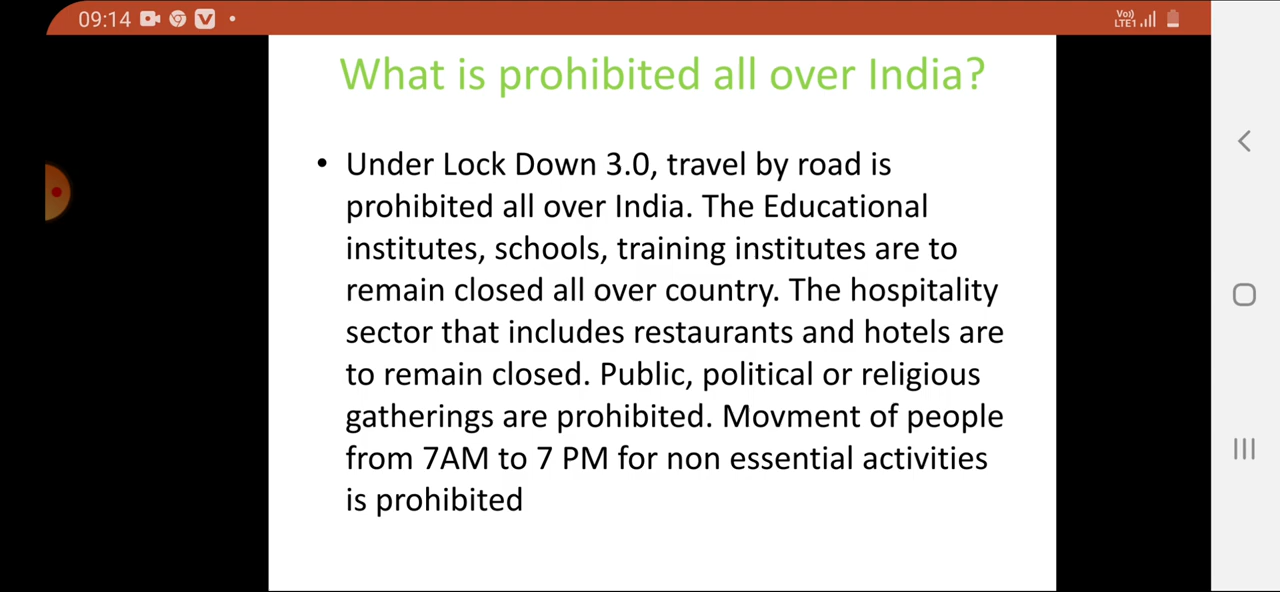 09:14
Vo))
LTE1
What is prohibited all over India?
• Under Lock Down 3.0, travel by road is
prohibited all over India. The Educational
institutes, schools, training institutes are to
remain closed all over country. The hospitality
sector that includes restaurants and hotels are
to remain closed. Public, political or religious
gatherings are prohibited. Movment of people
from 7AM to 7 PM for non essential activities
is prohibited